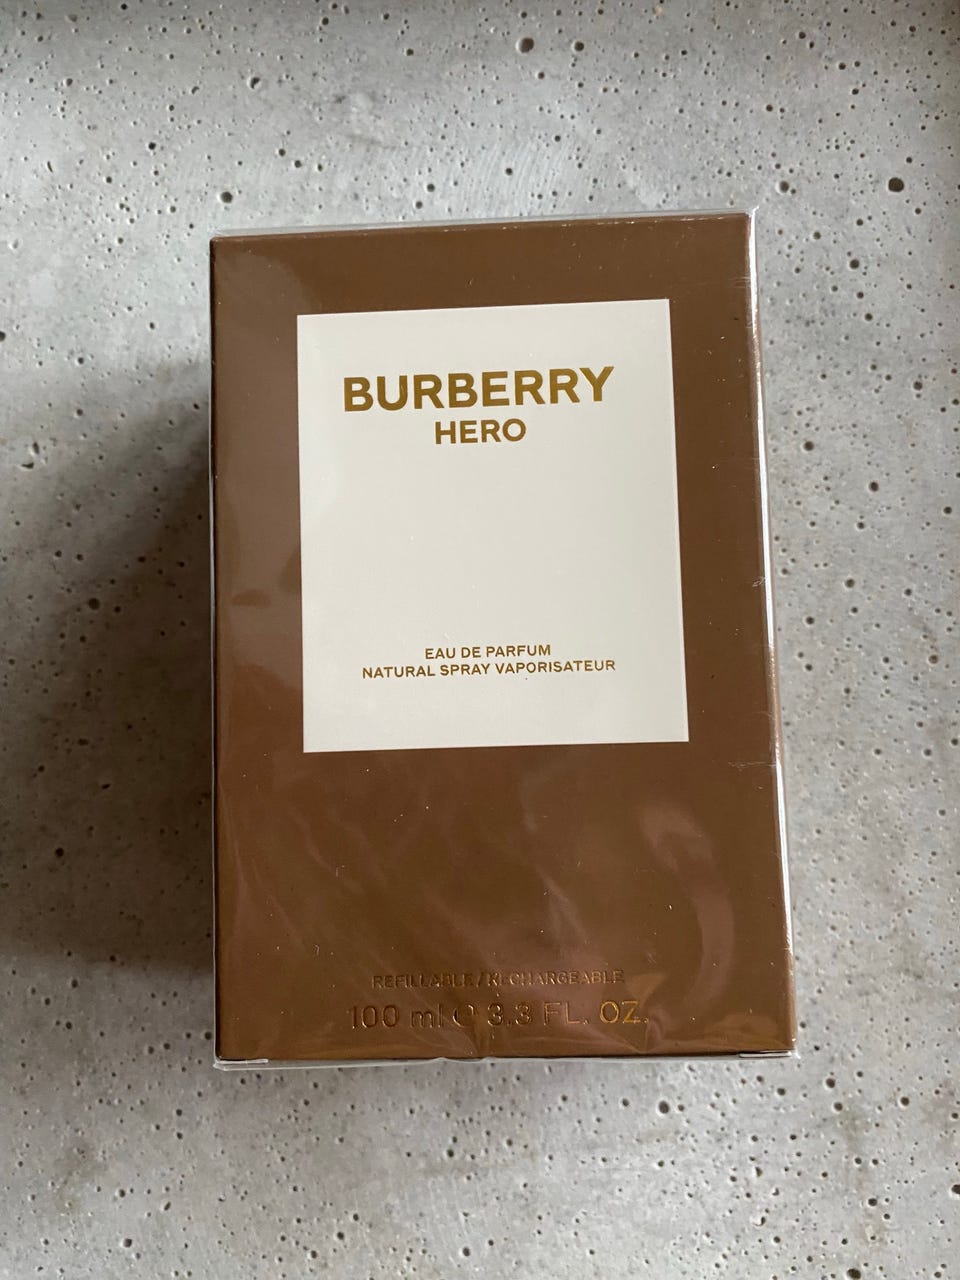 BURBERRY
HERO
EAU DE PARFUM
NATURAL SPRAY VAPORISATEUR
REFILLABLE / RECHARGEABLE
100 ml ℮ 3.3 FL. OZ.